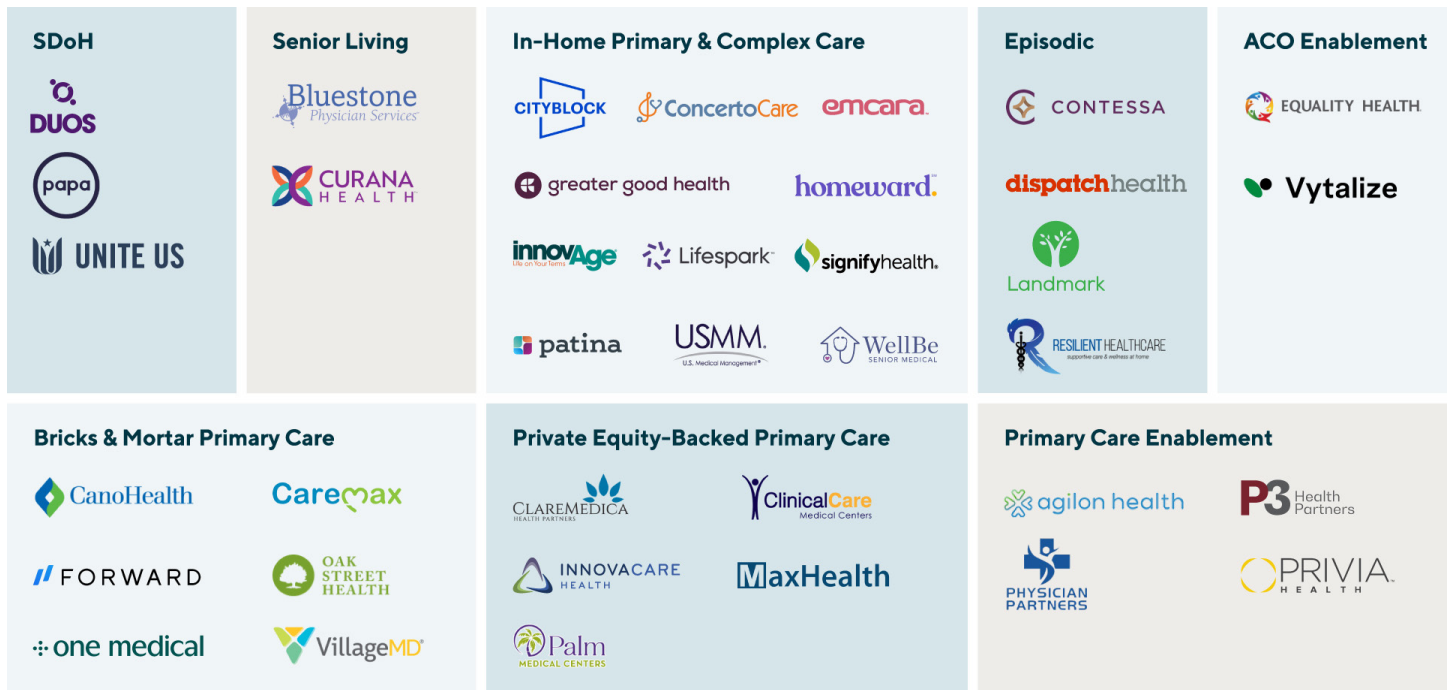 SDoH
DUOS
papa
UNITE US
Senior Living
Bluestone
Physician Services
CURANA
HEALTH
In-Home Primary & Complex Care
CITYBLOCK
ConcertoCare
emcara.
greater good health
homeward.
innovAge
Life on Your Terms
Lifespark™
signifyhealth.
patina
USMM.
U.S. Medical Management®
WellBe
SENIOR MEDICAL
Episodic
CONTESSA
dispatchhealth
Landmark
RESILIENT HEALTHCARE
supportive care & wellness at home
ACO Enablement
EQUALITY HEALTH.
Vytalize
Bricks & Mortar Primary Care
CanoHealth
Caremax
FORWARD
OAK
STREET
HEALTH
one medical
VillageMD®
Private Equity-Backed Primary Care
CLAREMEDICA
HEALTH PARTNERS
ClinicalCare
Medical Centers
INNOVACARE
HEALTH
MaxHealth
Palm
MEDICAL CENTERS
Primary Care Enablement
agilon health
P3 Health
Partners
PHYSICIAN
PARTNERS
PRIVIA
HEALTH